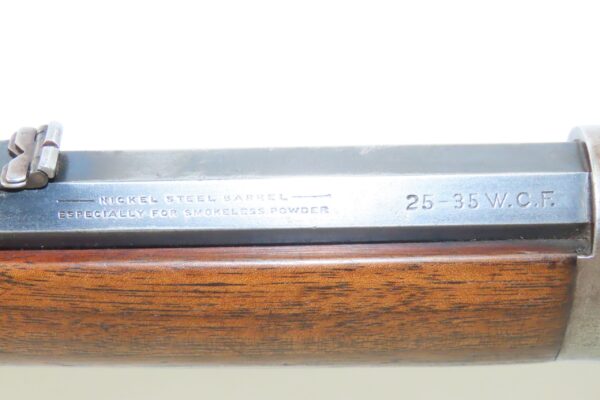 — NICKEL STEEL BARREL —
ESPECIALLY FOR SMOKELESS POWDER
25-35 W.C.F.